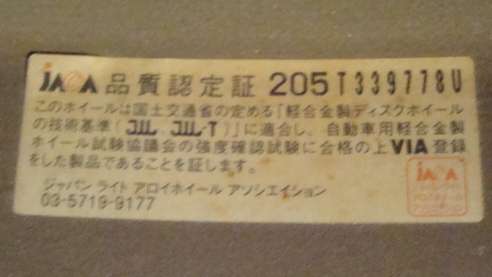 JAWA 品質認定証 205T339778U
このホイールは国土交通省の定める「軽合金製ディスクホイール
の技術基準(JWL、JWL-T)」に適合し、自動車用軽合金製
ホイール試験協議会の強度確認試験に合格の上VIA登録
をした製品であることを証します。
ジャパン ライト アロイホイール アソシエイション
03-5719-9177
JAWA